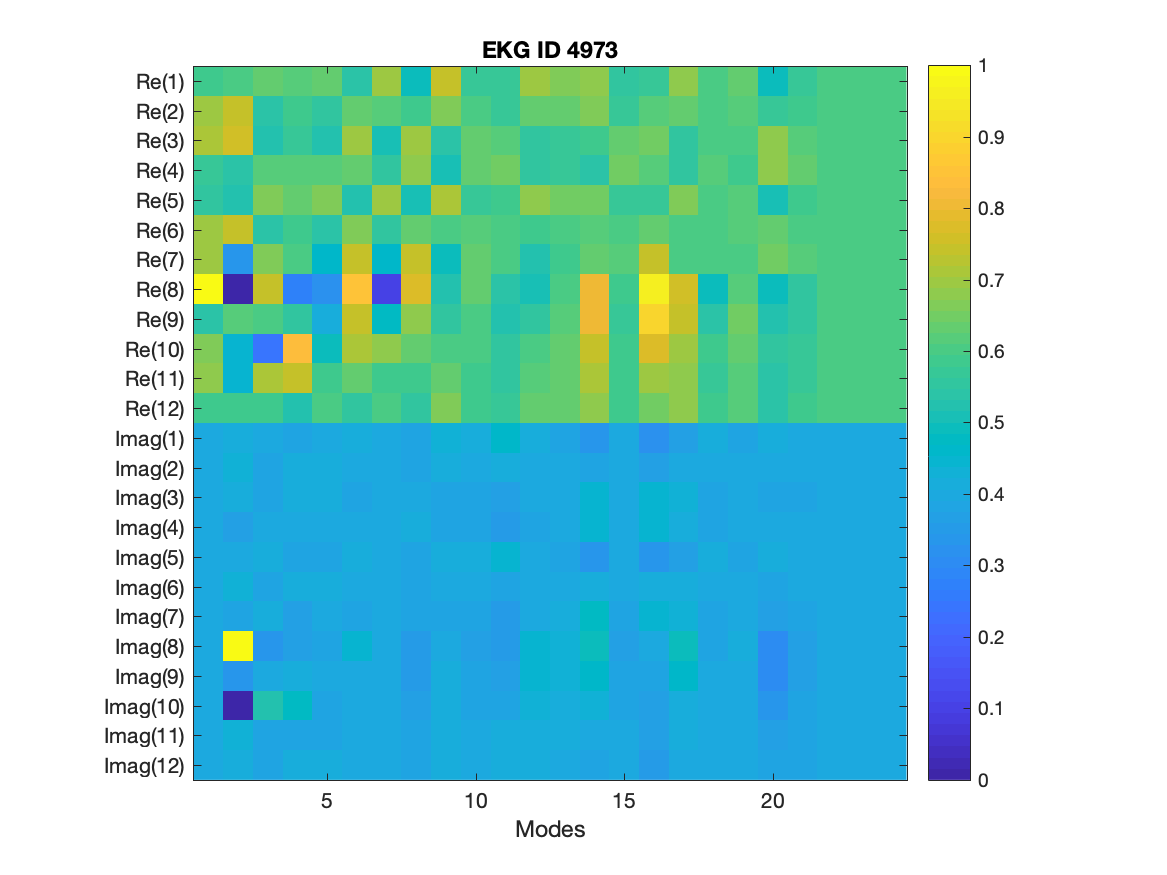 EKG ID 4973
Re(1)
Re(2)
Re(3)
Re(4)
Re(5)
Re(6)
Re(7)
Re(8)
Re(9)
Re(10)
Re(11)
Re(12)
Imag(1)
Imag(2)
Imag(3)
Imag(4)
Imag(5)
Imag(6)
Imag(7)
Imag(8)
Imag(9)
Imag(10)
Imag(11)
Imag(12)
5 10 15 20
Modes
1
0.9
0.8
0.7
0.6
0.5
0.4
0.3
0.2
0.1
0